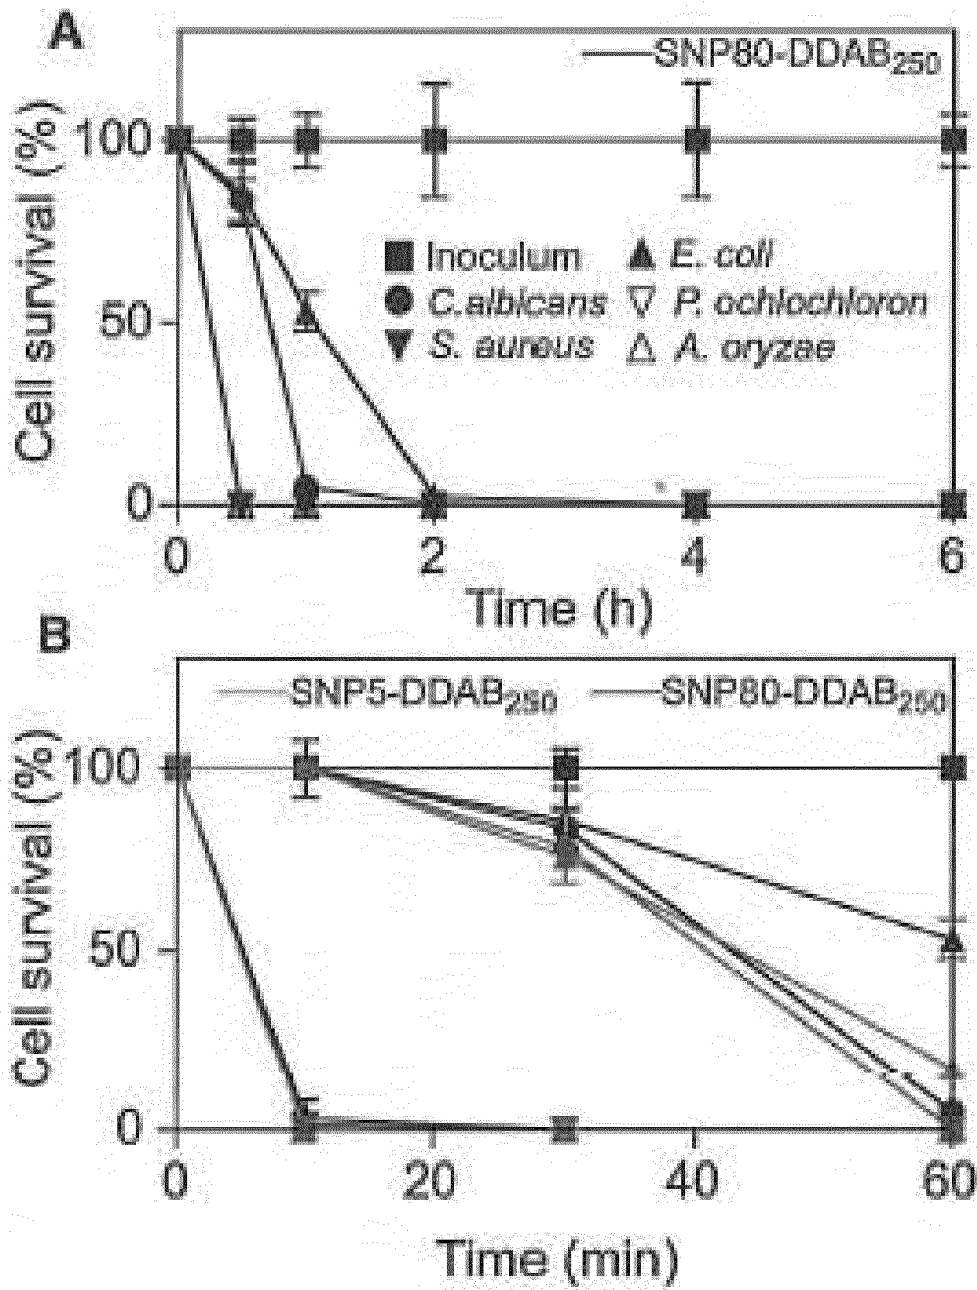 A
SNP80-DDAB250
Cell survival (%)
100
50
0
Inoculum
E. coli
C.albicans
P. ochlochloron
S. aureus
A. oryzae
0
2
4
6
Time (h)
B
SNP5-DDAB250
SNP80-DDAB250
Cell survival (%)
100
50
0
0
20
40
60
Time (min)